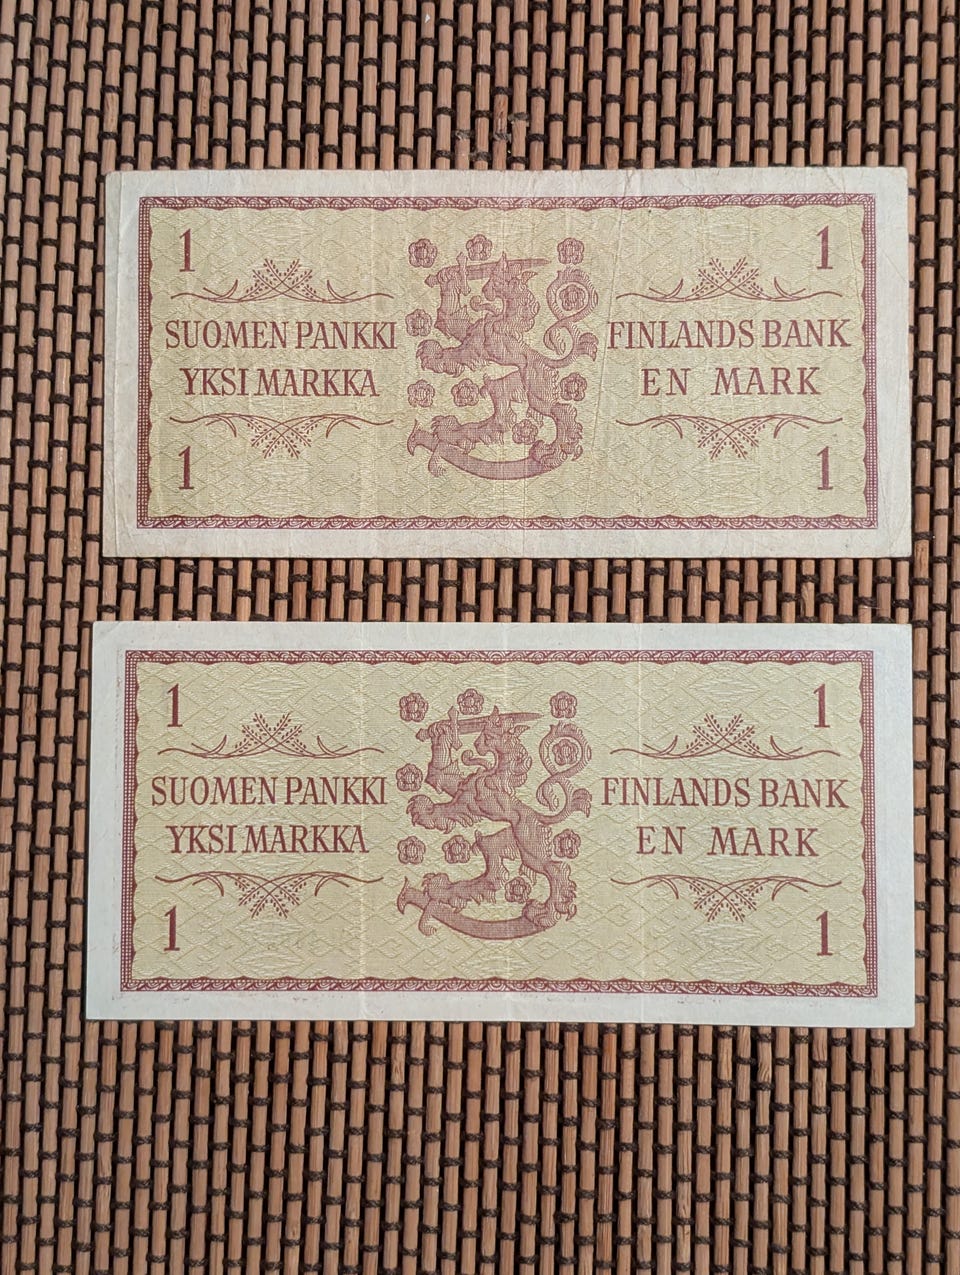 1 1
SUOMEN PANKKI FINLANDS BANK
YKSI MARKKA EN MARK
1 1
1 1
SUOMEN PANKKI FINLANDS BANK
YKSI MARKKA EN MARK
1 1